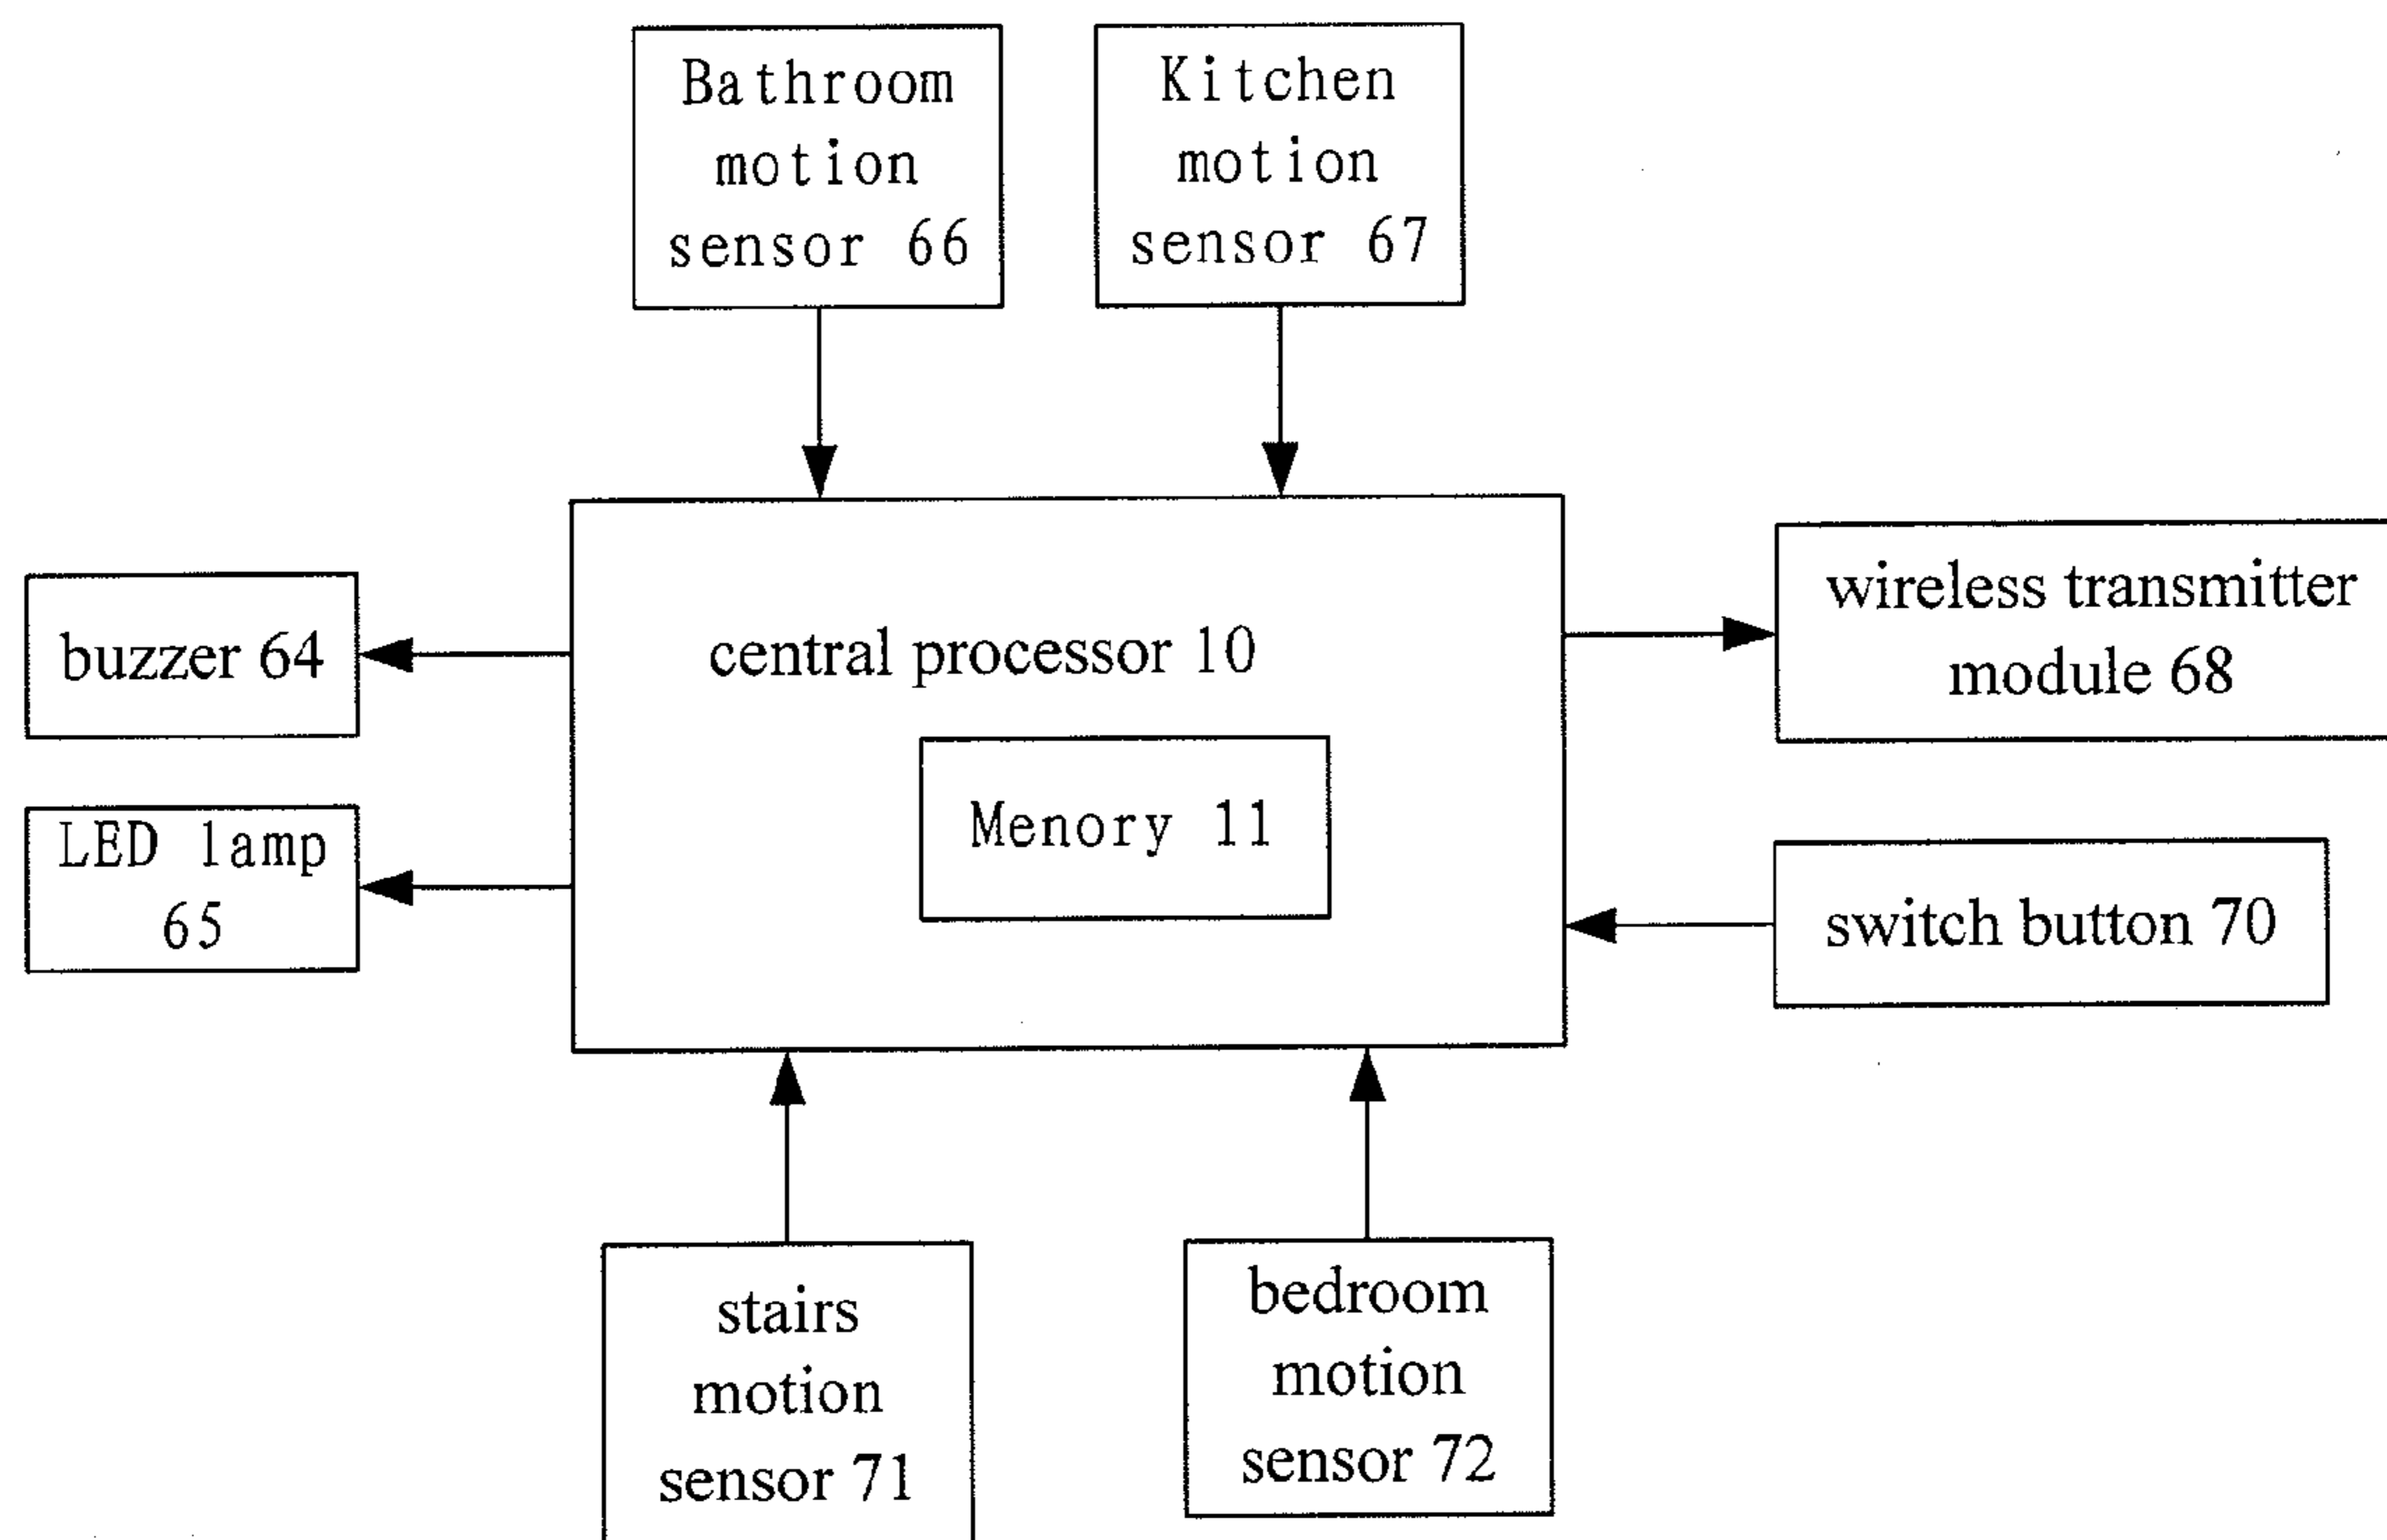 Bathroom
motion
sensor 66
Kitchen
motion
sensor 67
buzzer 64
central processor 10
wireless transmitter
module 68
LED lamp
65
Menory 11
switch button 70
stairs
motion
sensor 71
bedroom
motion
sensor 72